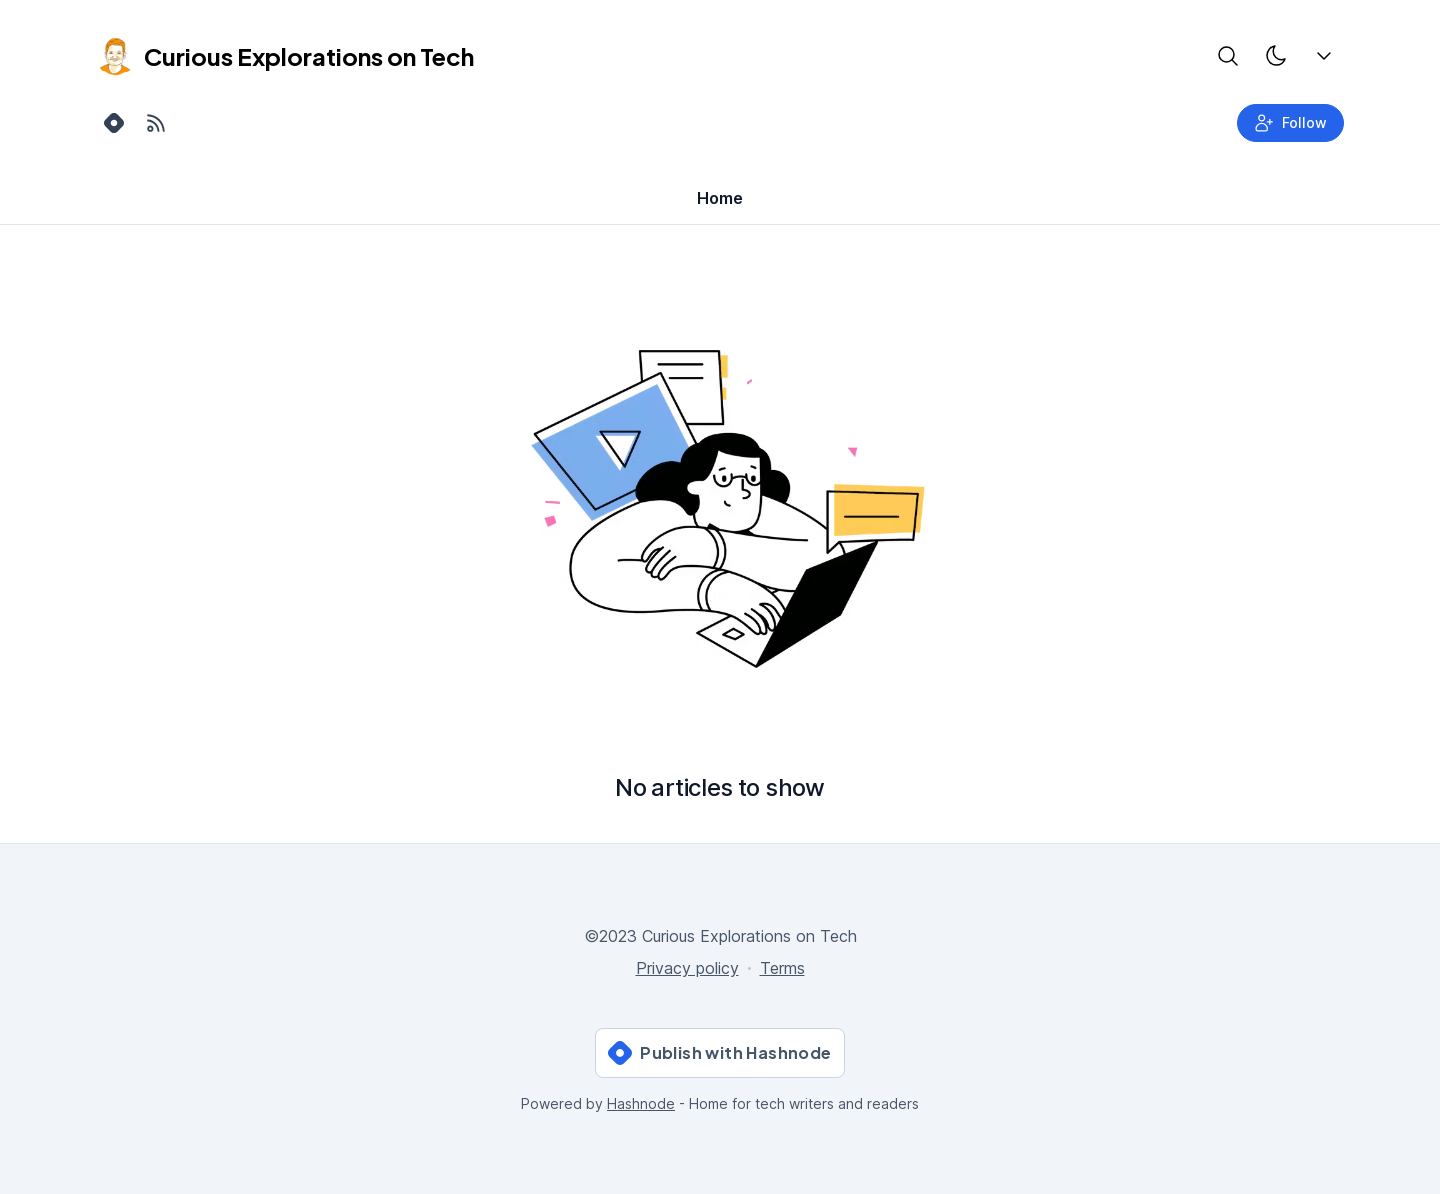 Curious Explorations on Tech
Follow
Home
No articles to show
©2023 Curious Explorations on Tech
Privacy policy · Terms
Publish with Hashnode
Powered by Hashnode - Home for tech writers and readers